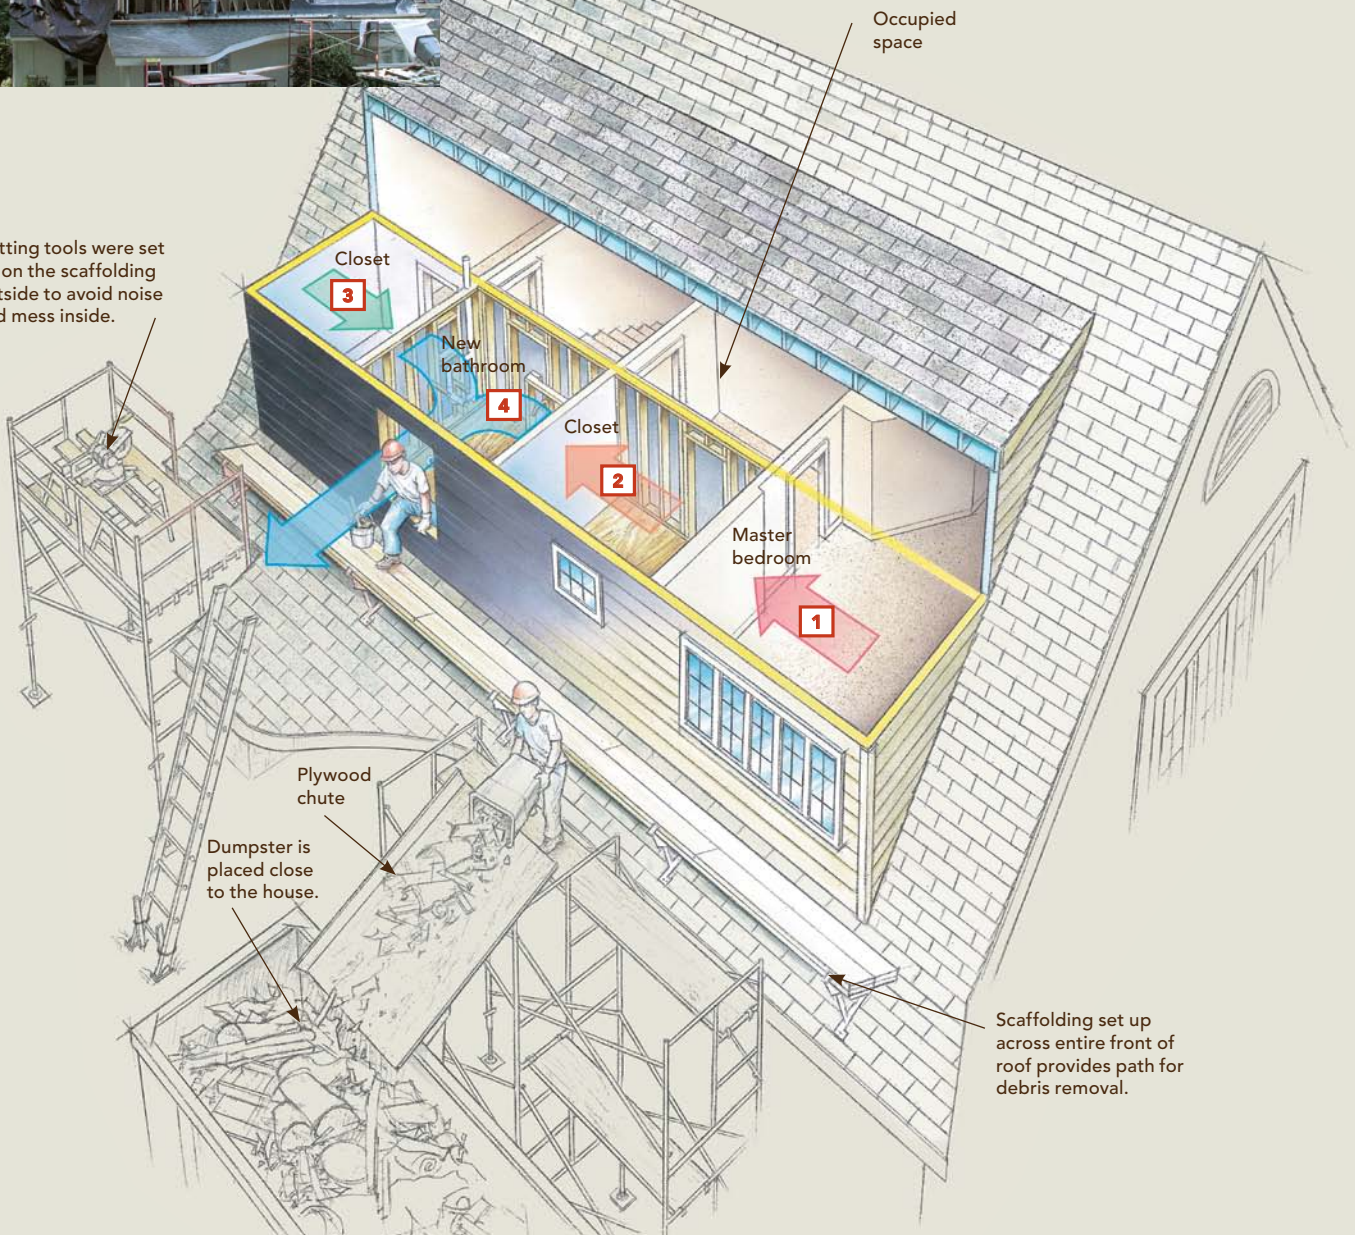 Occupied
space
tting tools were set
on the scaffolding
tside to avoid noise
d mess inside.
Closet
3
New
bathroom
4
Closet
2
Master
bedroom
1
Plywood
chute
Dumpster is
placed close
to the house.
Scaffolding set up
across entire front of
roof provides path for
debris removal.